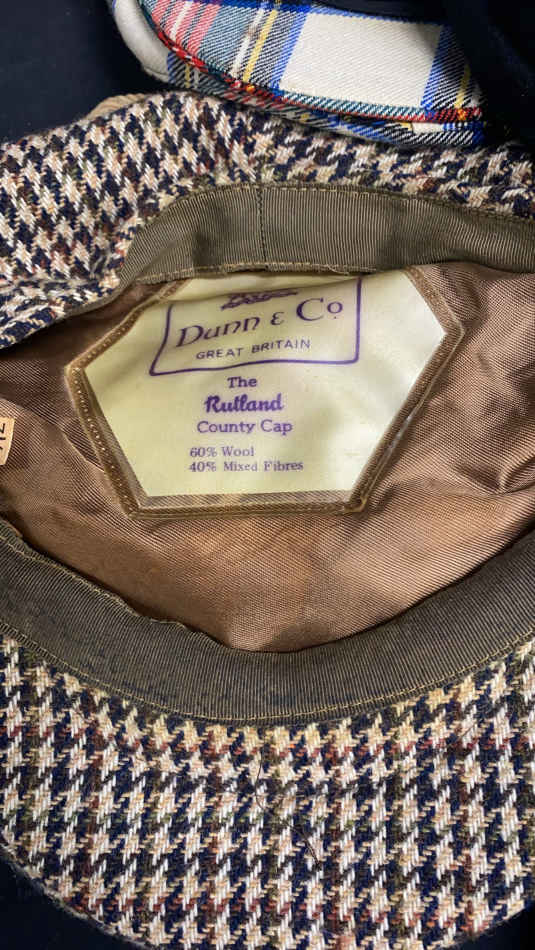 Dunn & Co
GREAT BRITAIN
The
Rutland
County Cap
60% Wool
40% Mixed Fibres